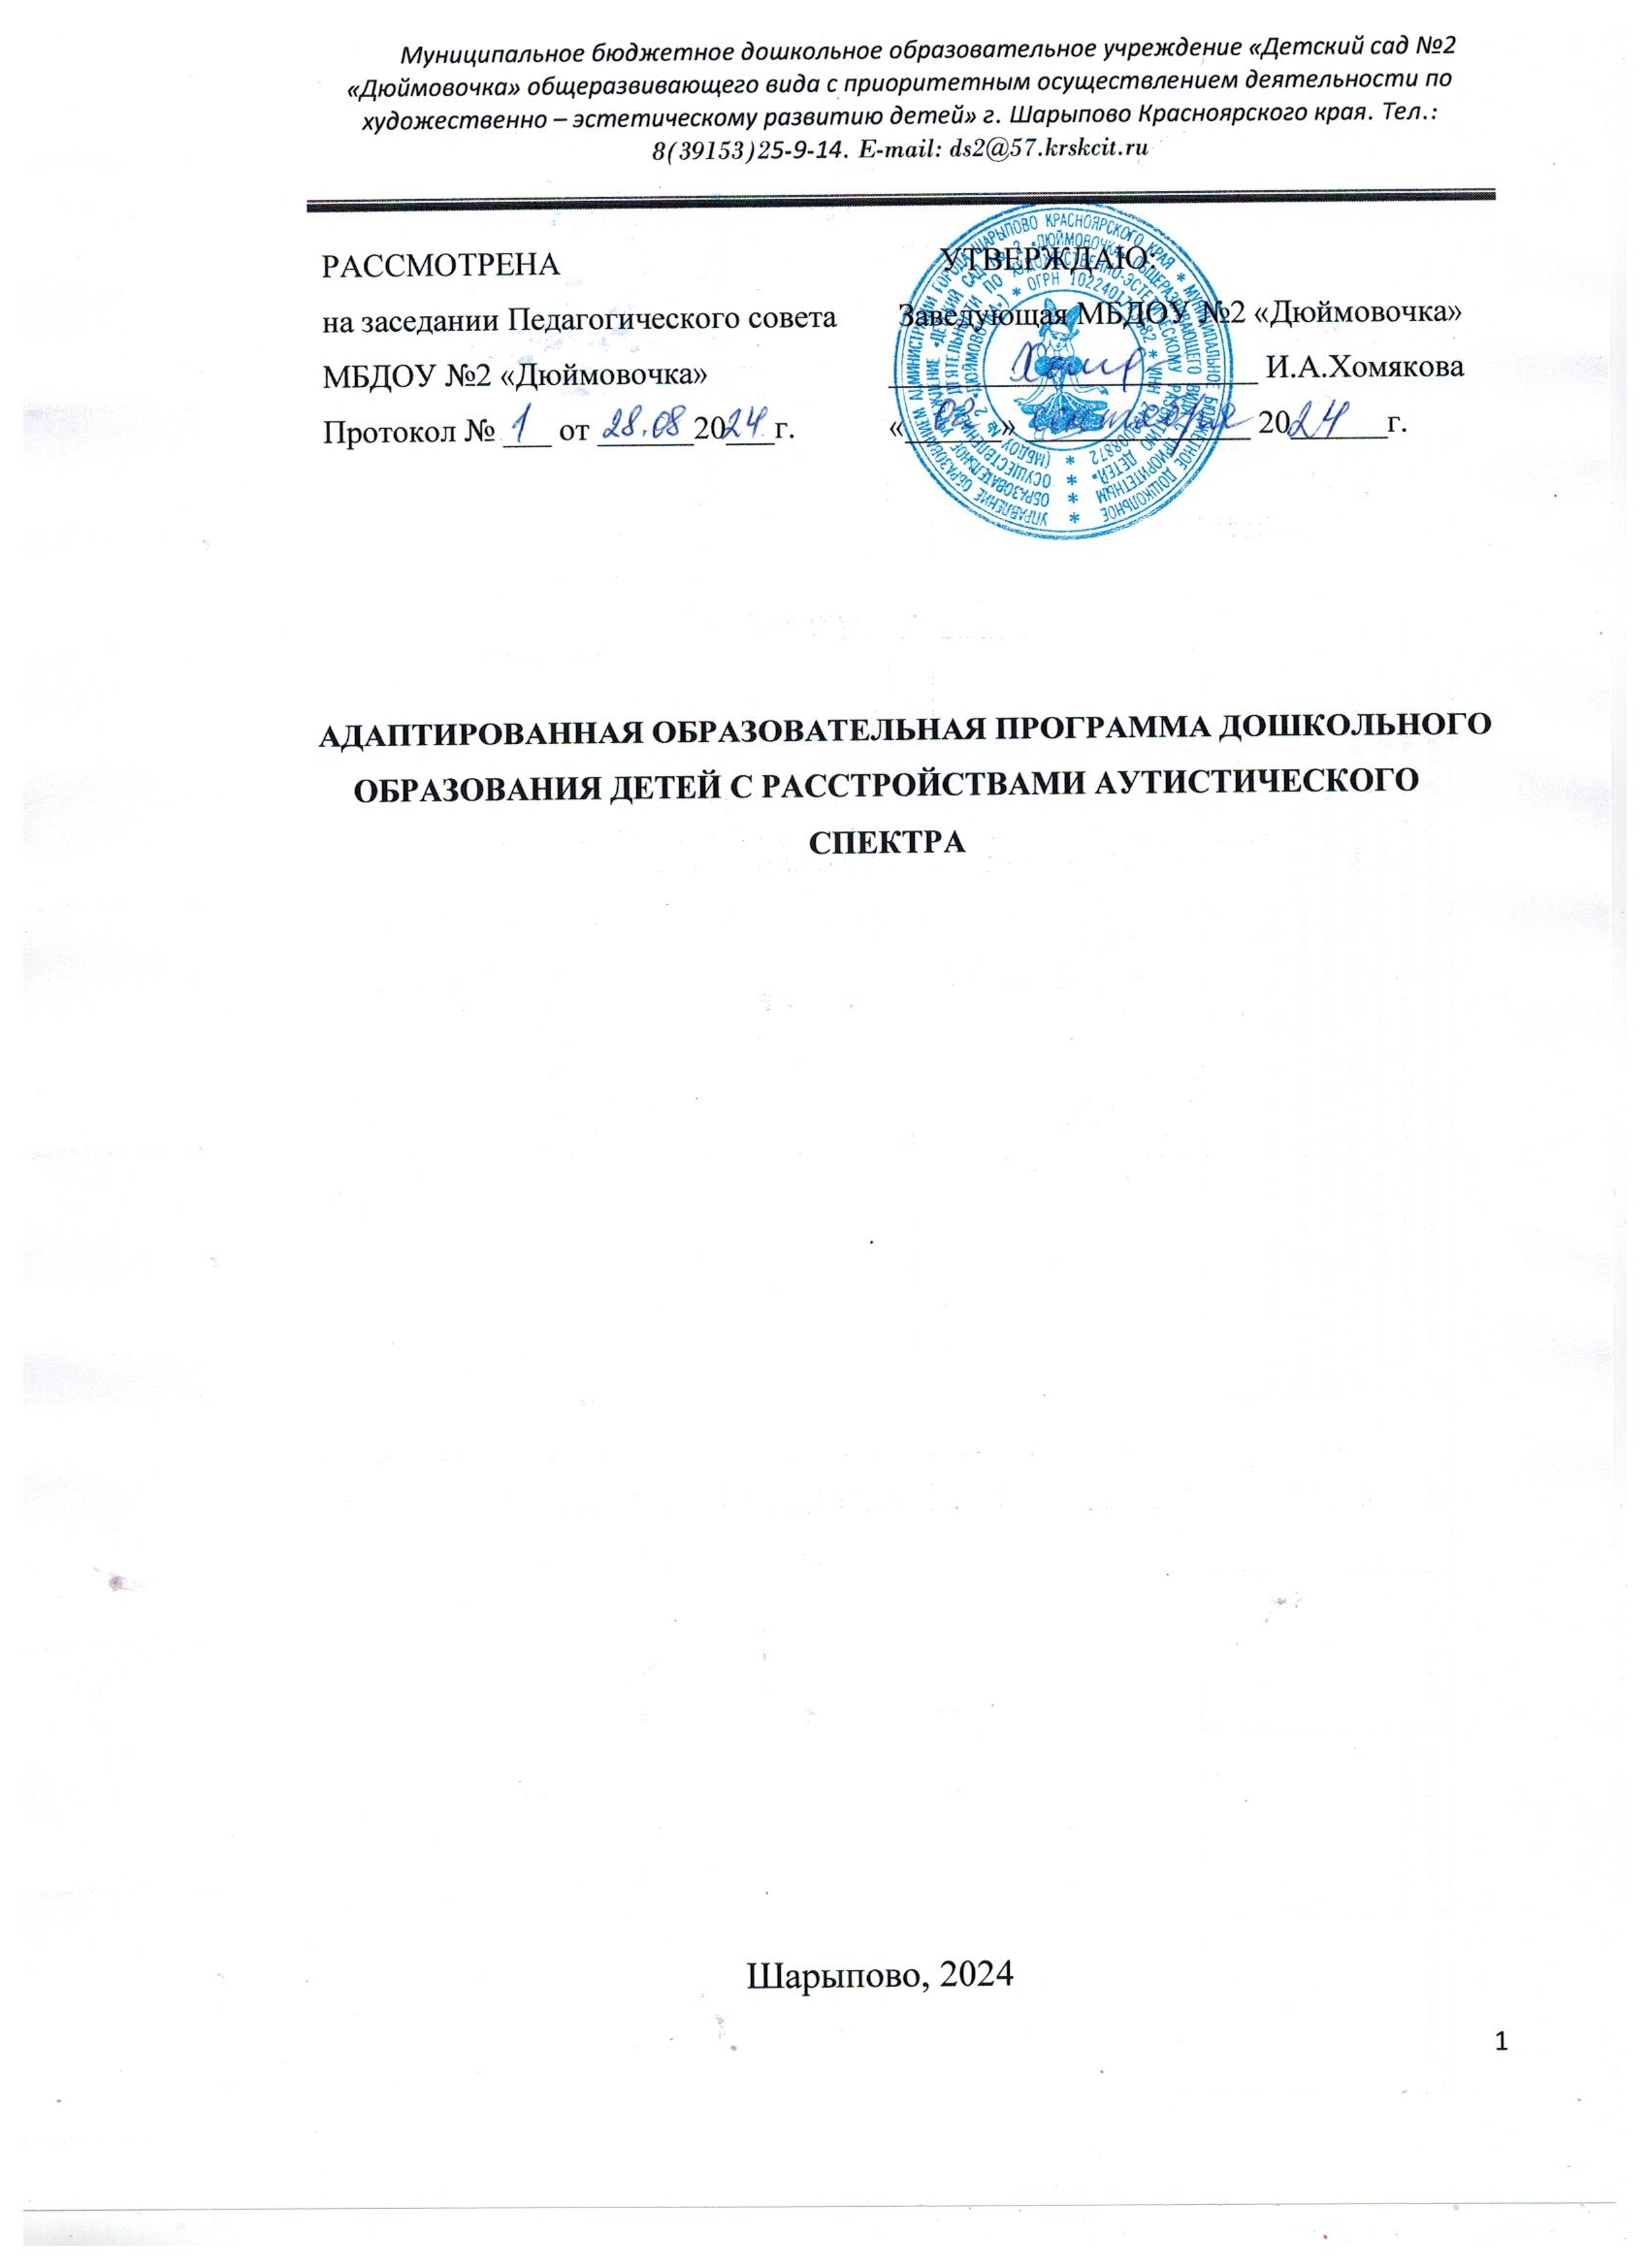 Муниципальное бюджетное дошкольное образовательное учреждение «Детский сад №2
«Дюймовочка» общеразвивающего вида с приоритетным осуществлением деятельности по
художественно – эстетическому развитию детей» г. Шарыпово Красноярского края. Тел.:
8(39153)25-9-14. E-mail: ds2@57.krskcit.ru
РАССМОТРЕНА
на заседании Педагогического совета
МБДОУ №2 «Дюймовочка»
Протокол № 1 от 28.08 2024 г.
УТВЕРЖДАЮ:
Заведующая МБДОУ №2 «Дюймовочка»
И.А.Хомякова
«02» сентября 2024 г.
АДАПТИРОВАННАЯ ОБРАЗОВАТЕЛЬНАЯ ПРОГРАММА ДОШКОЛЬНОГО
ОБРАЗОВАНИЯ ДЕТЕЙ С РАССТРОЙСТВАМИ АУТИСТИЧЕСКОГО
СПЕКТРА
Шарыпово, 2024
1